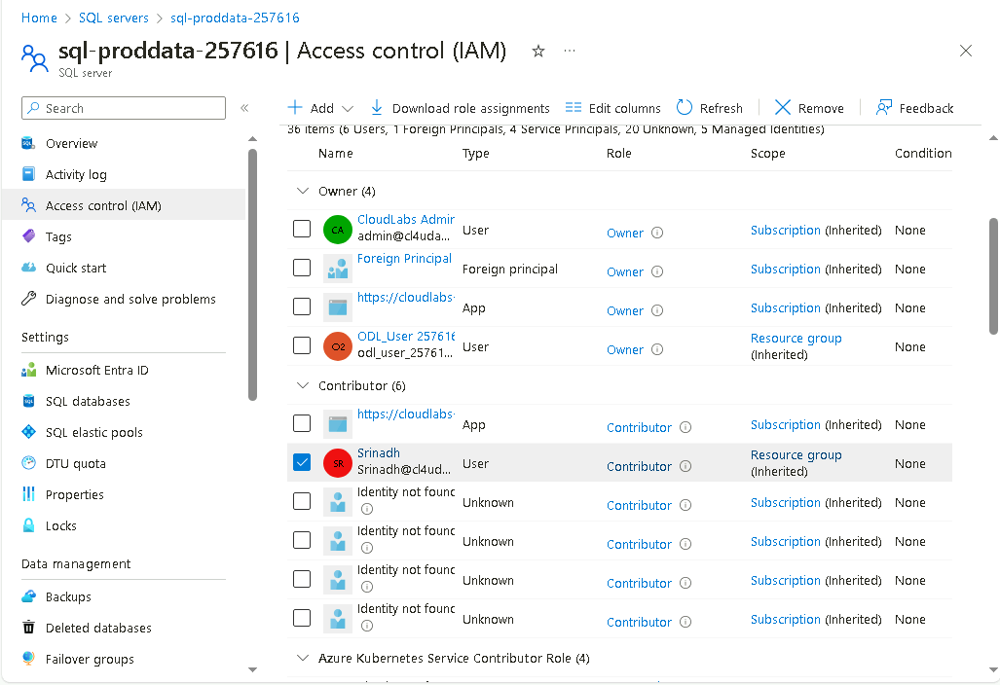 Home > SQL servers > sql-proddata-257616
sql-proddata-257616 | Access control (IAM)
SQL server
Search
Overview
Activity log
Access control (IAM)
Tags
Quick start
Diagnose and solve problems
Settings
Microsoft Entra ID
SQL databases
SQL elastic pools
DTU quota
Properties
Locks
Data management
Backups
Deleted databases
Failover groups
Add Download role assignments Edit columns Refresh Remove Feedback
36 items (6 Users, 1 Foreign Principals, 4 Service Principals, 20 Unknown, 5 Managed Identities)
Name Type Role Scope Condition
Owner (4)
CA CloudLabs Admin
admin@cl4uda... User Owner Subscription (Inherited) None
Foreign Principal
Foreign principal Owner Subscription (Inherited) None
https://cloudlabs
App Owner Subscription (Inherited) None
O2 ODL_User 257616 Resource group
odl_user_25761... User Owner (Inherited) None
Contributor (6)
https://cloudlabs
App Contributor Subscription (Inherited) None
SR Srinadh Resource group
Srinadh@cl4ud... User Contributor (Inherited) None
Identity not found
Unknown Contributor Subscription (Inherited) None
Identity not found
Unknown Contributor Subscription (Inherited) None
Identity not found
Unknown Contributor Subscription (Inherited) None
Identity not found
Unknown Contributor Subscription (Inherited) None
Azure Kubernetes Service Contributor Role (4)